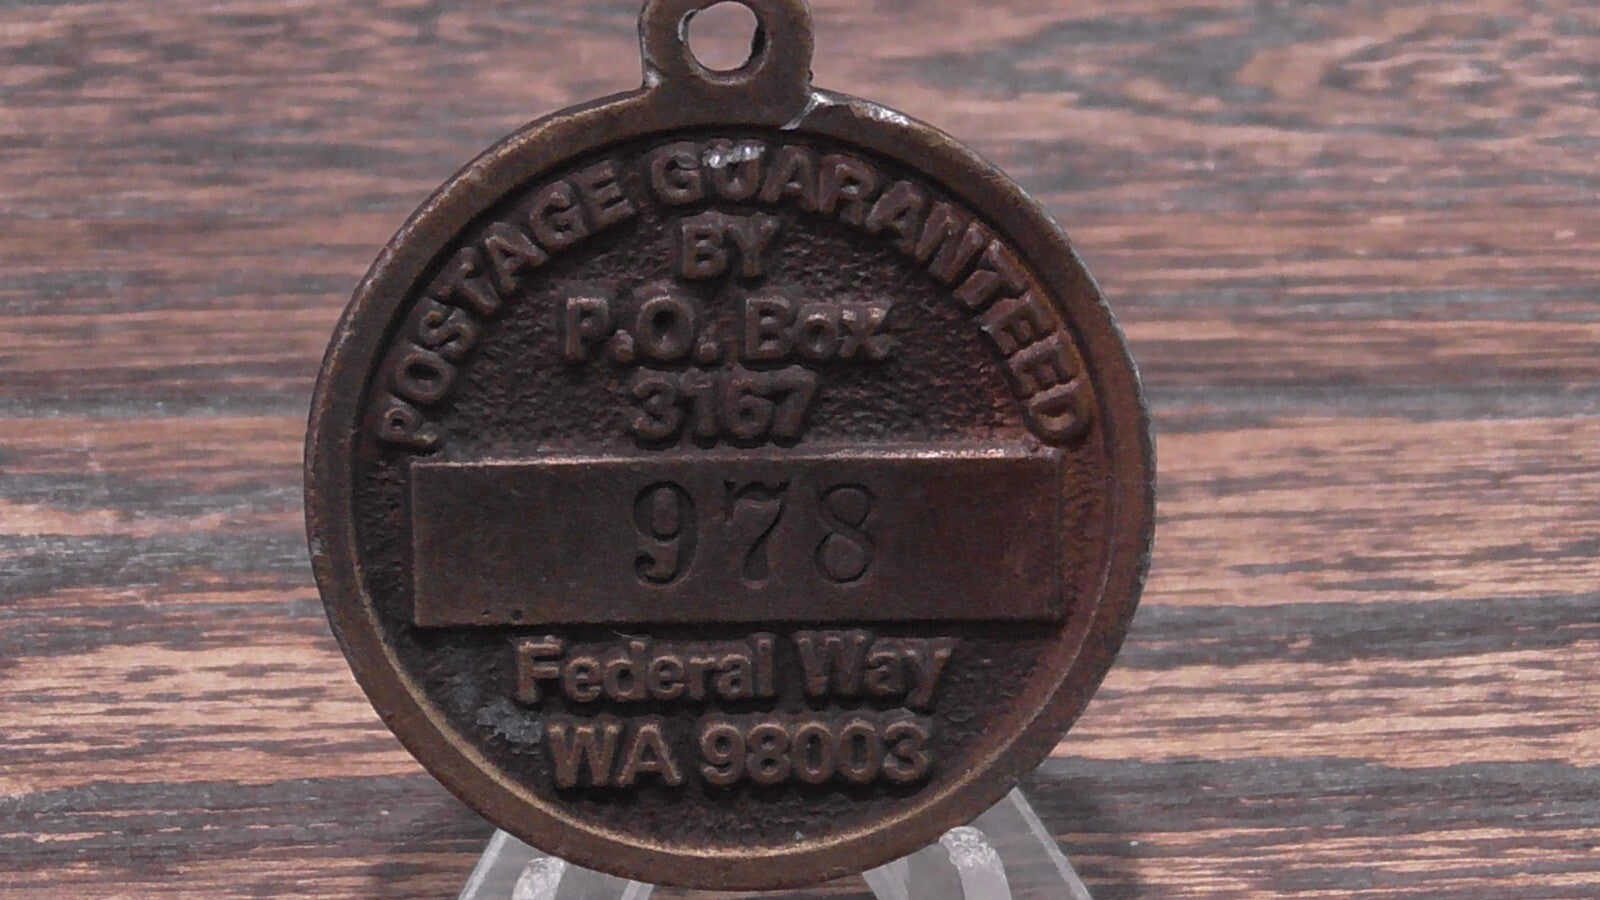 POSTAGE GUARANTEED
BY
P.O. Box
3167
978
Federal Way
WA 98003